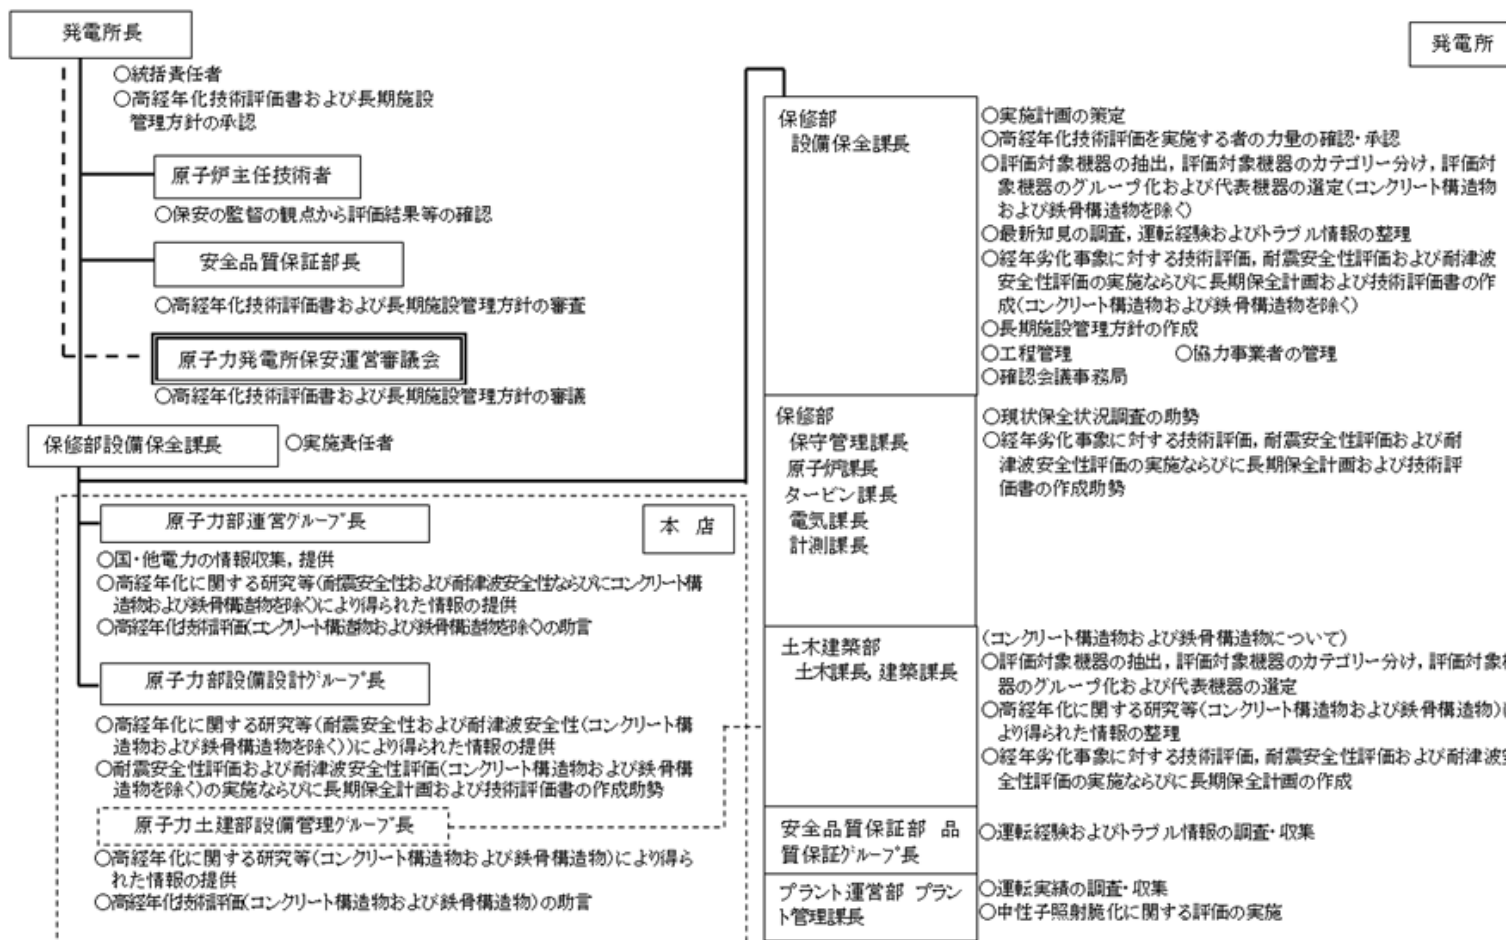 発電所長
○統括責任者
○高経年化技術評価書および長期施設
管理方針の承認
原子炉主任技術者
○保安の監督の観点から評価結果等の確認
安全品質保証部長
○高経年化技術評価書および長期施設管理方針の審査
原子力発電所保安運営審議会
○高経年化技術評価書および長期施設管理方針の審議
保修部設備保全課長
○実施責任者
原子力部運営グループ長
本 店
○国・他電力の情報収集，提供
○高経年化に関する研究等(耐震安全性および耐津波安全性ならびにコンクリート構
造物および鉄骨構造物を除く)により得られた情報の提供
○高経年化技術評価(コンクリート構造物および鉄骨構造物を除く)の助言
原子力部設備設計グループ長
○高経年化に関する研究等(耐震安全性および耐津波安全性(コンクリート構
造物および鉄骨構造物を除く))により得られた情報の提供
○耐震安全性評価および耐津波安全性評価(コンクリート構造物および鉄骨構
造物を除く)の実施ならびに長期保全計画および技術評価書の作成助勢
原子力土建部設備管理グループ長
○高経年化に関する研究等(コンクリート構造物および鉄骨構造物)により得ら
れた情報の提供
○高経年化技術評価(コンクリート構造物および鉄骨構造物)の助言
発電所
保修部
設備保全課長
○実施計画の策定
○高経年化技術評価を実施する者の力量の確認・承認
○評価対象機器の抽出，評価対象機器のカテゴリー分け，評価対
象機器のグループ化および代表機器の選定(コンクリート構造物
および鉄骨構造物を除く)
○最新知見の調査，運転経験およびトラブル情報の整理
○経年劣化事象に対する技術評価，耐震安全性評価および耐津波
安全性評価の実施ならびに長期保全計画および技術評価書の作
成(コンクリート構造物および鉄骨構造物を除く)
○長期施設管理方針の作成
○工程管理 ○協力事業者の管理
○確認会議事務局
保修部
保守管理課長
原子炉課長
タービン課長
電気課長
計測課長
○現状保全状況調査の助勢
○経年劣化事象に対する技術評価，耐震安全性評価および耐
津波安全性評価の実施ならびに長期保全計画および技術評
価書の作成助勢
土木建築部
土木課長，建築課長
(コンクリート構造物および鉄骨構造物について)
○評価対象機器の抽出，評価対象機器のカテゴリー分け，評価対象機
器のグループ化および代表機器の選定
○高経年化に関する研究等(コンクリート構造物および鉄骨構造物)に
より得られた情報の整理
○経年劣化事象に対する技術評価，耐震安全性評価および耐津波安
全性評価の実施ならびに長期保全計画の作成
安全品質保証部 品
質保証グループ長
○運転経験およびトラブル情報の調査・収集
プラント運営部 プラン
ト管理課長
○運転実績の調査・収集
○中性子照射脆化に関する評価の実施